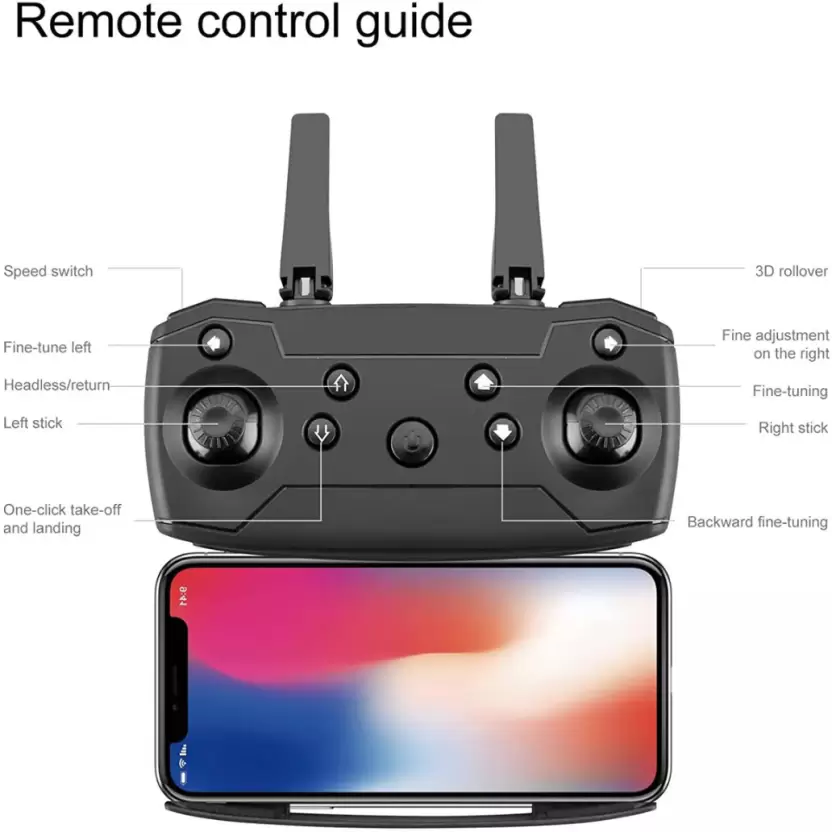 Remote control guide
Speed switch
3D rollover
Fine-tune left
Fine adjustment
on the right
Headless/return
Fine-tuning
Left stick
Right stick
One-click take-off
and landing
Backward fine-tuning
9:41